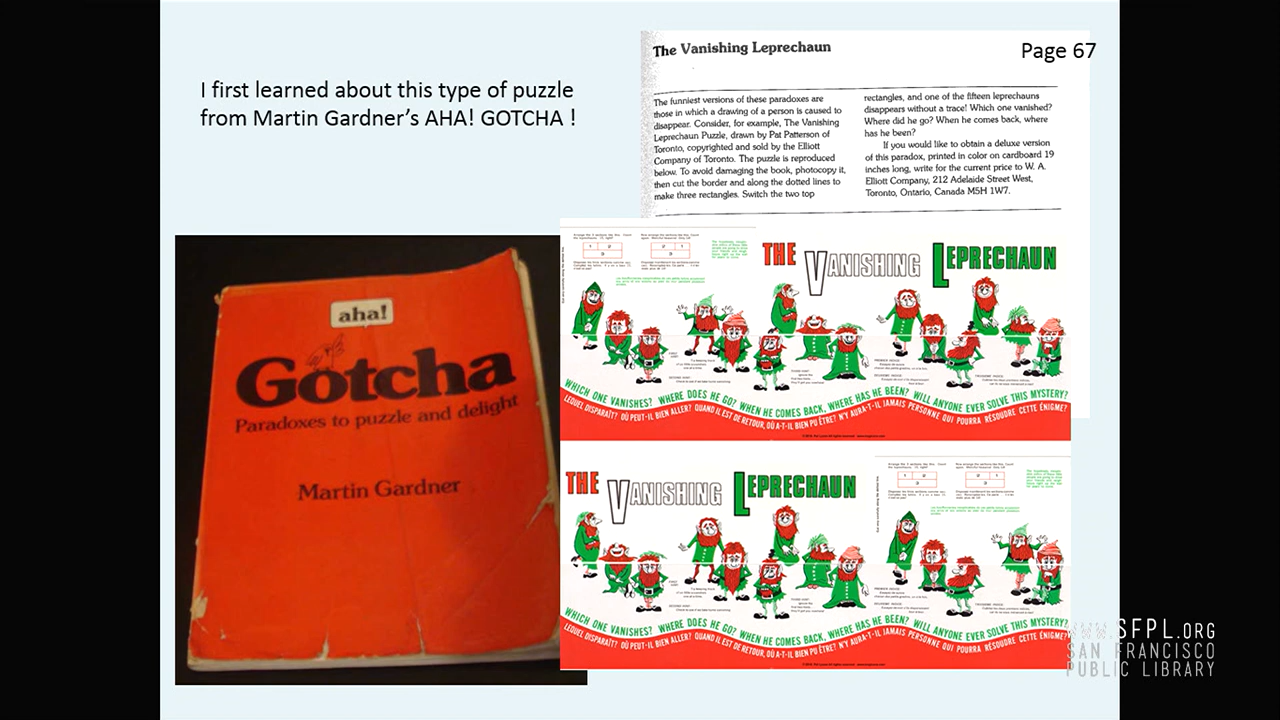 I first learned about this type of puzzle
from Martin Gardner's AHA! GOTCHA !
The Vanishing Leprechaun
Page 67
The funniest versions of these paradoxes are
those in which a drawing of a person is caused to
disappear. Consider, for example, The Vanishing
Leprechaun Puzzle, drawn by Pat Patterson of
Toronto, copyrighted and sold by the Elliott
Company of Toronto. The puzzle is reproduced
below. To avoid damaging the book, photocopy it,
then cut the border and along the dotted lines to
make three rectangles. Switch the two top
rectangles, and one of the fifteen leprechauns
disappears without a trace! Which one vanished?
Where did he go? When he comes back, where
has he been?
If you would like to obtain a deluxe version
of this paradox, printed in color on cardboard 19
inches long, write for the current price to W. A.
Elliott Company, 212 Adelaide Street West,
Toronto, Ontario, Canada M5H 1W7.
aha!
Gotcha
Paradoxes to puzzle and delight
Martin Gardner
1 2
3
2 1
3
THE VANISHING LEPRECHAUN
WHICH ONE VANISHES? WHERE DOES HE GO? WHEN HE COMES BACK, WHERE HAS HE BEEN? WILL ANYONE EVER SOLVE THIS MYSTERY?
LEQUEL DISPARAÎT? OÙ PEUT-IL BIEN ALLER? QUAND IL EST DE RETOUR, OÙ A-T-IL BIEN PU ÊTRE? N'Y AURA-T-IL JAMAIS PERSONNE QUI POURRA RÉSOUDRE CETTE ÉNIGME?
THE VANISHING LEPRECHAUN
1 2
3
2 1
3
WHICH ONE VANISHES? WHERE DOES HE GO? WHEN HE COMES BACK, WHERE HAS HE BEEN? WILL ANYONE EVER SOLVE THIS MYSTERY?
LEQUEL DISPARAÎT? OÙ PEUT-IL BIEN ALLER? QUAND IL EST DE RETOUR, OÙ A-T-IL BIEN PU ÊTRE? N'Y AURA-T-IL JAMAIS PERSONNE QUI POURRA RÉSOUDRE CETTE ÉNIGME?
WWW.SFPL.ORG
SAN FRANCISCO
PUBLIC LIBRARY